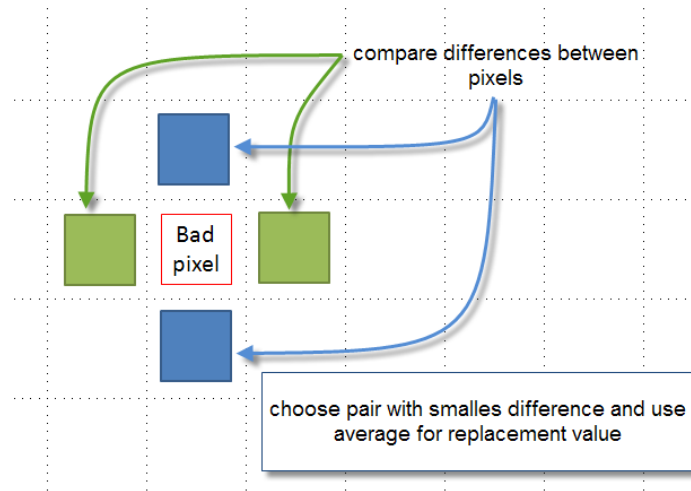 compare differences between
pixels
Bad
pixel
choose pair with smalles difference and use
average for replacement value